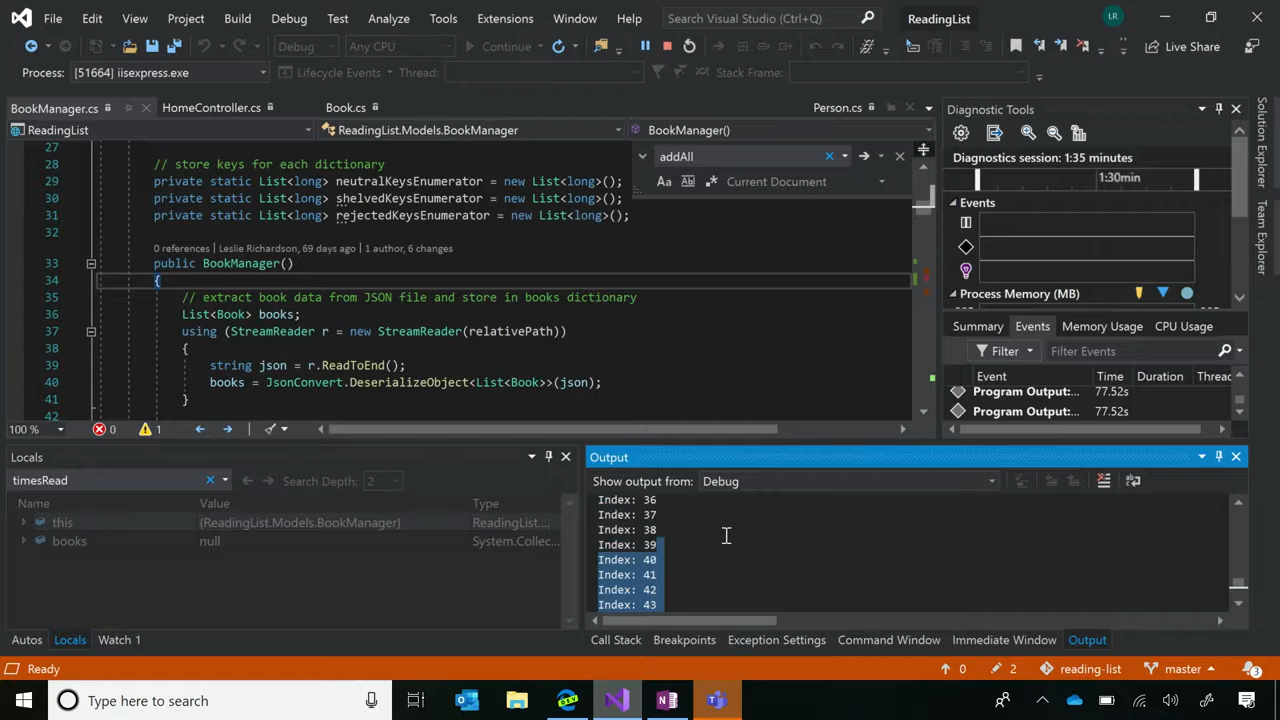 File Edit View Project Build Debug Test Analyze Tools Extensions Window Help Search Visual Studio (Ctrl+Q) ReadingList LR
Debug Any CPU Continue Live Share
Process: [51664] iisexpress.exe Lifecycle Events Thread: Stack Frame:
BookManager.cs HomeController.cs Book.cs Person.cs
ReadingList ReadingList.Models.BookManager BookManager()
27
28 // store keys for each dictionary
29 private static List<long> neutralKeysEnumerator = new List<long>();
30 private static List<long> shelvedKeysEnumerator = new List<long>();
31 private static List<long> rejectedKeysEnumerator = new List<long>();
32
0 references | Leslie Richardson, 69 days ago | 1 author, 6 changes
33 public BookManager()
34 {
35 // extract book data from JSON file and store in books dictionary
36 List<Book> books;
37 using (StreamReader r = new StreamReader(relativePath))
38 {
39 string json = r.ReadToEnd();
40 books = JsonConvert.DeserializeObject<List<Book>>(json);
41 }
42
addAll
Aa Ab .* Current Document
100 % 0 1
Diagnostic Tools
Diagnostics session: 1:35 minutes
1:30min
Events
Process Memory (MB)
Summary Events Memory Usage CPU Usage
Filter Filter Events
Event Time Duration Thread
Program Output:... 77.52s
Program Output:... 77.52s
Solution Explorer
Team Explorer
Locals
timesRead Search Depth: 2
Name Value Type
this {ReadingList.Models.BookManager} ReadingList....
books null System.Collec...
Autos Locals Watch 1
Output
Show output from: Debug
Index: 36
Index: 37
Index: 38
Index: 39
Index: 40
Index: 41
Index: 42
Index: 43
Call Stack Breakpoints Exception Settings Command Window Immediate Window Output
Ready 0 2 reading-list master 3
Type here to search